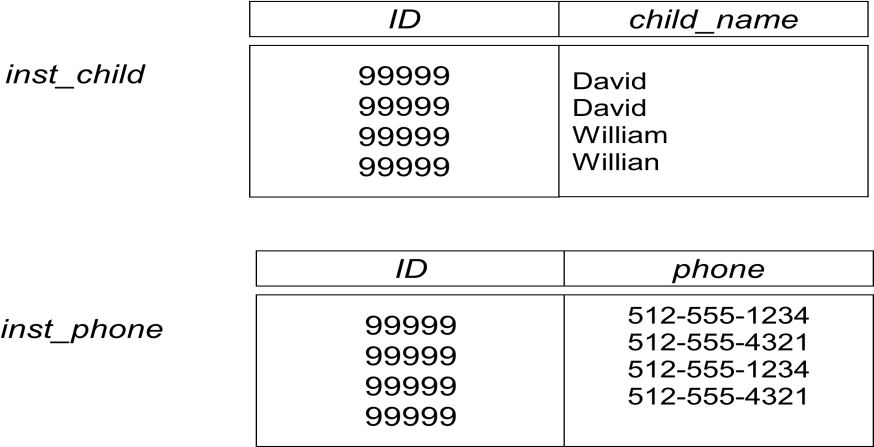 ID child_name
inst_child
99999 David
99999 David
99999 William
99999 Willian
ID phone
inst_phone
99999 512-555-1234
99999 512-555-4321
99999 512-555-1234
99999 512-555-4321